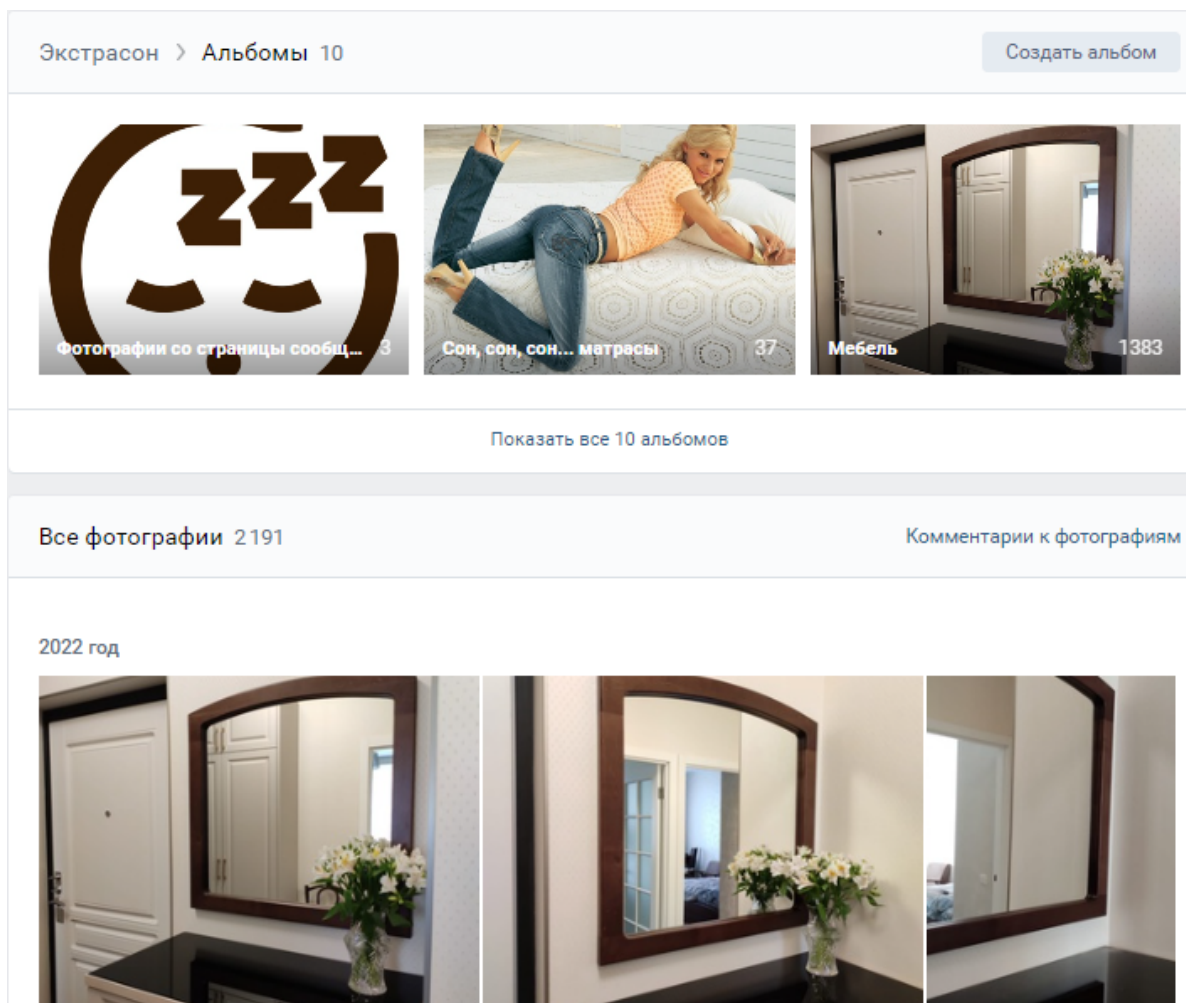 Экстрасон > Альбомы 10
Создать альбом
zzz
Фотографии со страницы сообщ... 3
Сон, сон, сон... матрасы 37
Мебель 1383
Показать все 10 альбомов
Все фотографии 2191
Комментарии к фотографиям
2022 год